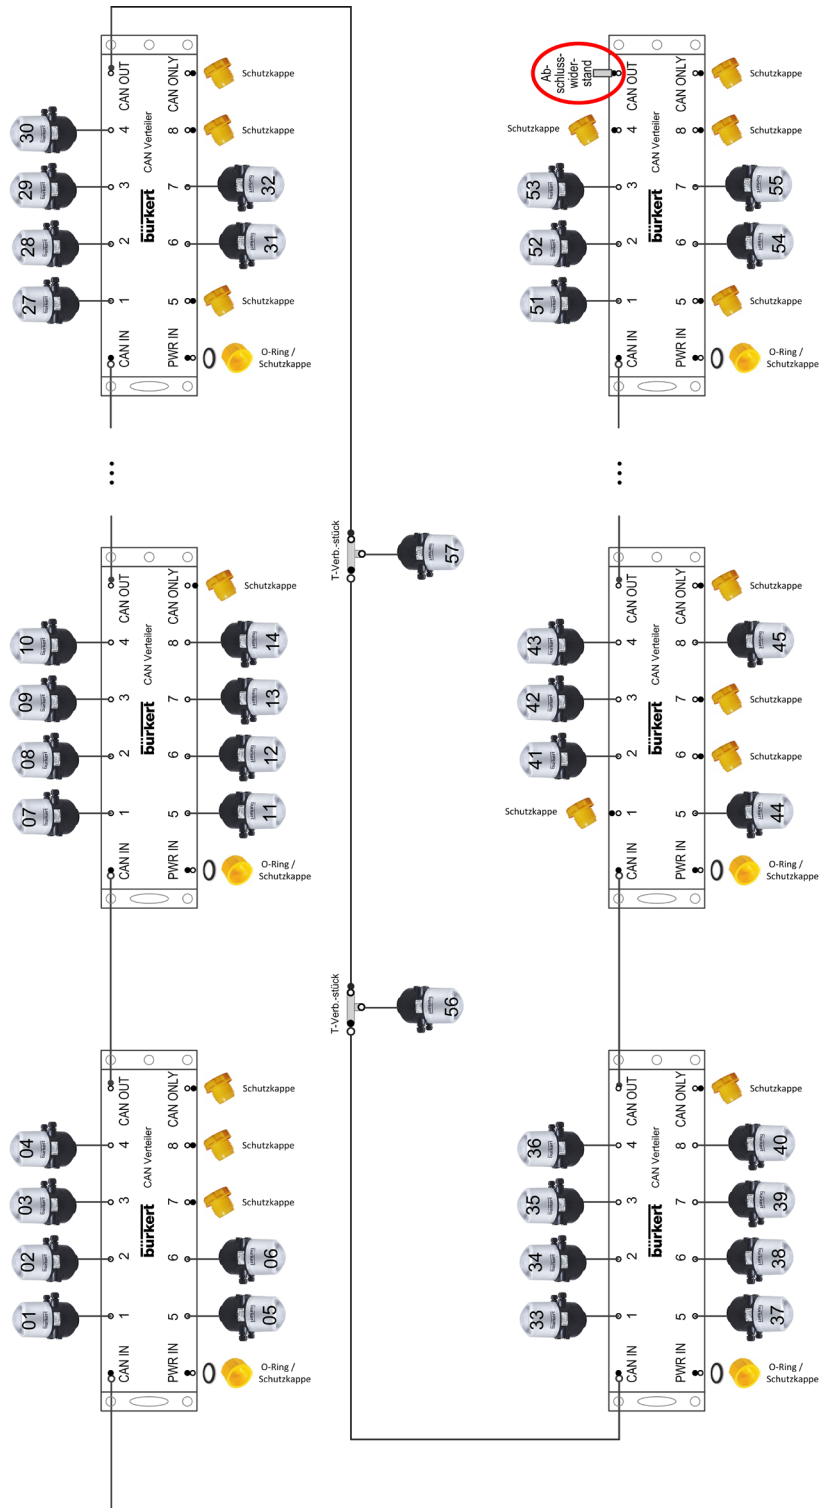 30
29
28
27
CAN OUT
4
3
2
1
CAN IN
CAN Verteiler
bürkert
CAN ONLY
8
7
6
5
PWR IN
Schutzkappe
Schutzkappe
32
31
Schutzkappe
O-Ring /
Schutzkappe
...
10
09
08
07
CAN OUT
4
3
2
1
CAN IN
CAN Verteiler
bürkert
CAN ONLY
8
7
6
5
PWR IN
Schutzkappe
14
13
12
11
O-Ring /
Schutzkappe
04
03
02
01
CAN OUT
4
3
2
1
CAN IN
CAN Verteiler
bürkert
CAN ONLY
8
7
6
5
PWR IN
Schutzkappe
Schutzkappe
Schutzkappe
06
05
O-Ring /
Schutzkappe
T-Verb.-stück
57
T-Verb.-stück
56
Ab-
schluss-
wider-
stand
Schutzkappe
53
52
51
CAN OUT
4
3
2
1
CAN IN
CAN Verteiler
bürkert
CAN ONLY
8
7
6
5
PWR IN
Schutzkappe
Schutzkappe
55
54
Schutzkappe
O-Ring /
Schutzkappe
...
43
42
41
Schutzkappe
CAN OUT
4
3
2
1
CAN IN
CAN Verteiler
bürkert
CAN ONLY
8
7
6
5
PWR IN
Schutzkappe
45
Schutzkappe
Schutzkappe
44
O-Ring /
Schutzkappe
36
35
34
33
CAN OUT
4
3
2
1
CAN IN
CAN Verteiler
bürkert
CAN ONLY
8
7
6
5
PWR IN
Schutzkappe
40
39
38
37
O-Ring /
Schutzkappe